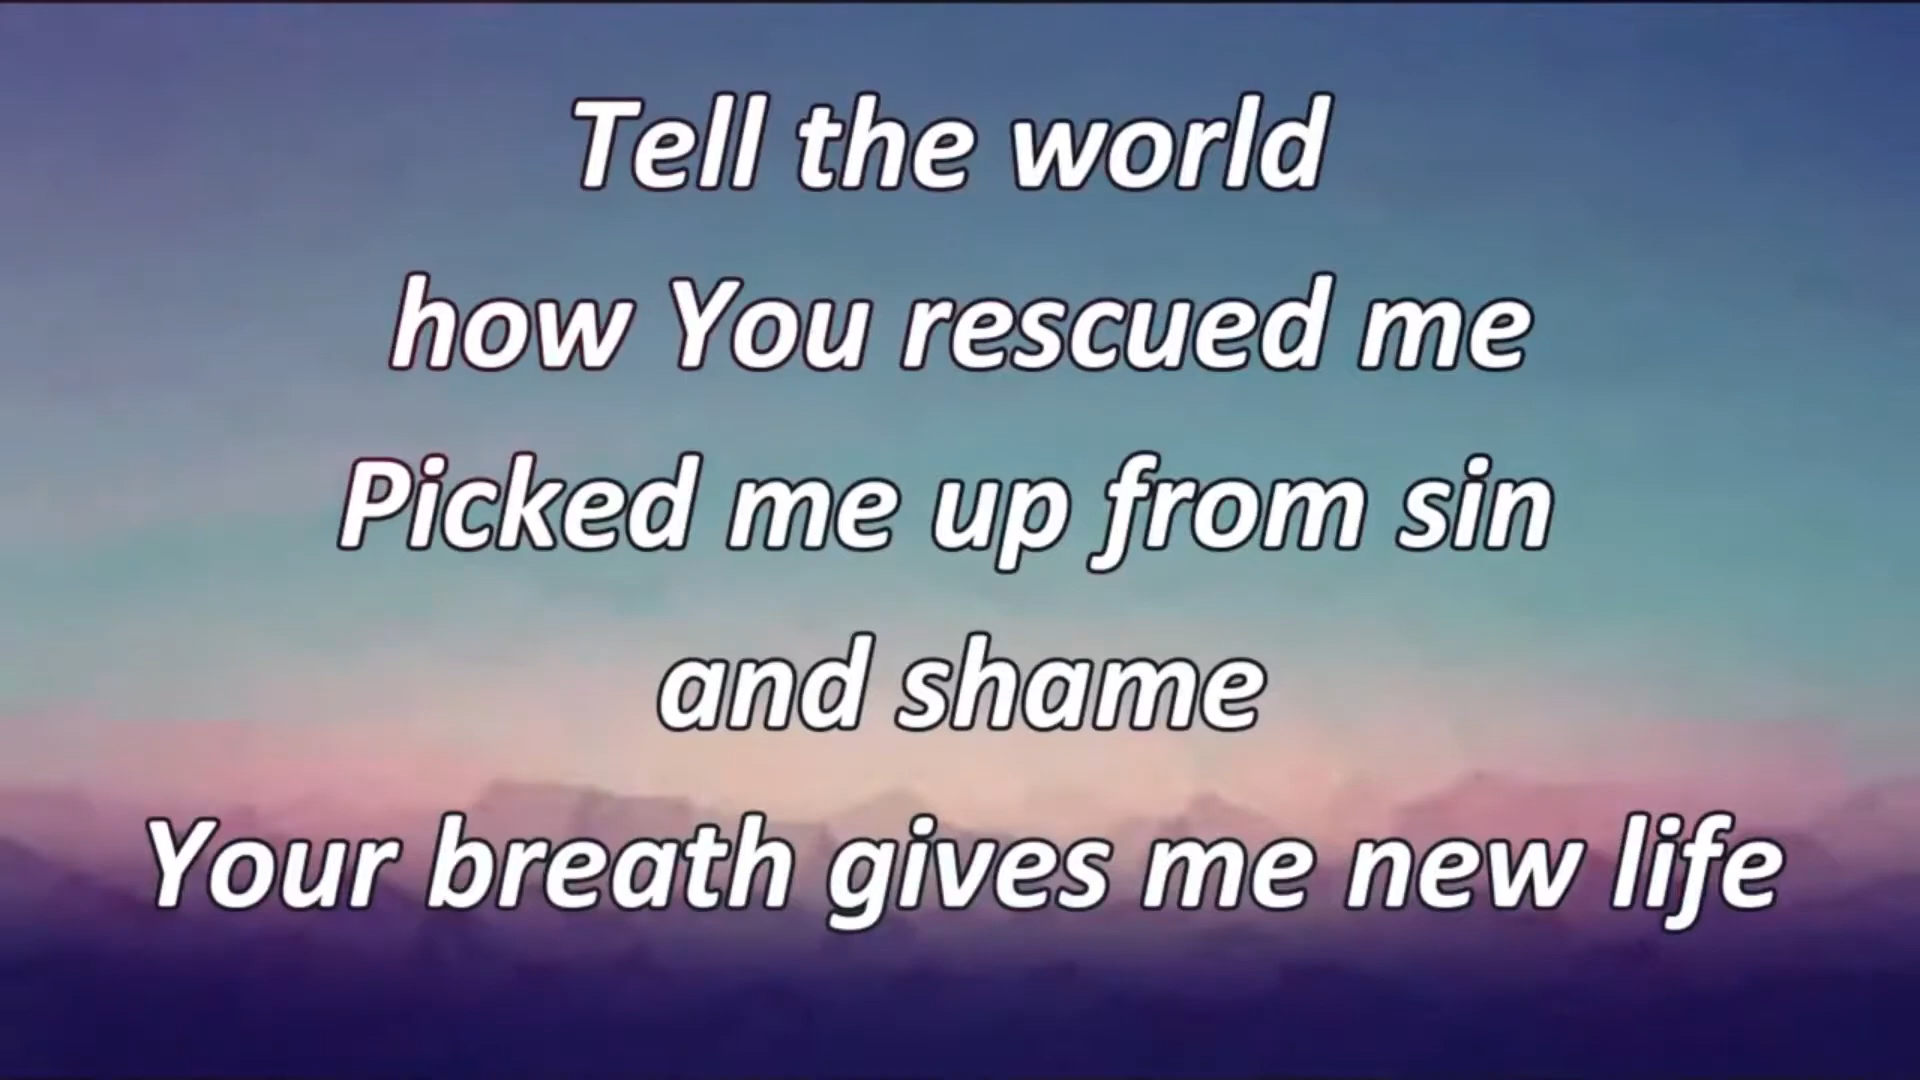 Tell the world
how You rescued me
Picked me up from sin
and shame
Your breath gives me new life